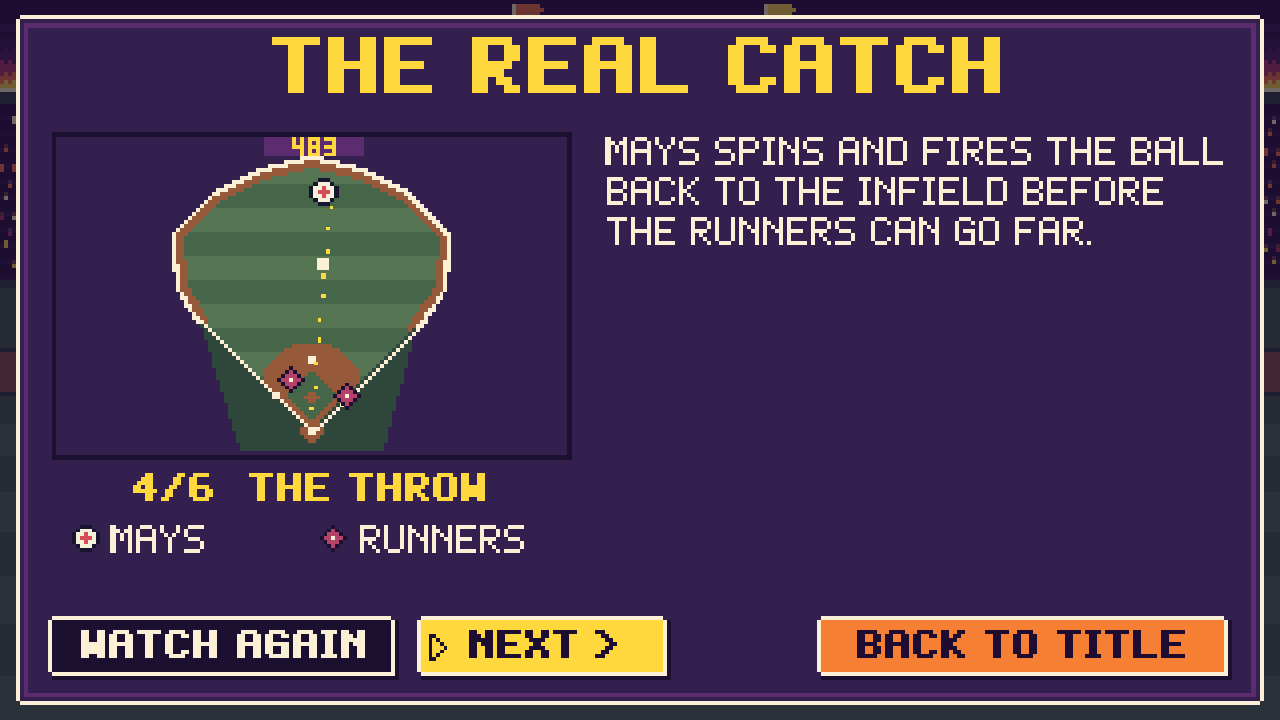 THE REAL CATCH
483
MAYS SPINS AND FIRES THE BALL
BACK TO THE INFIELD BEFORE
THE RUNNERS CAN GO FAR.
4/6 THE THROW
MAYS
RUNNERS
WATCH AGAIN
NEXT >
BACK TO TITLE